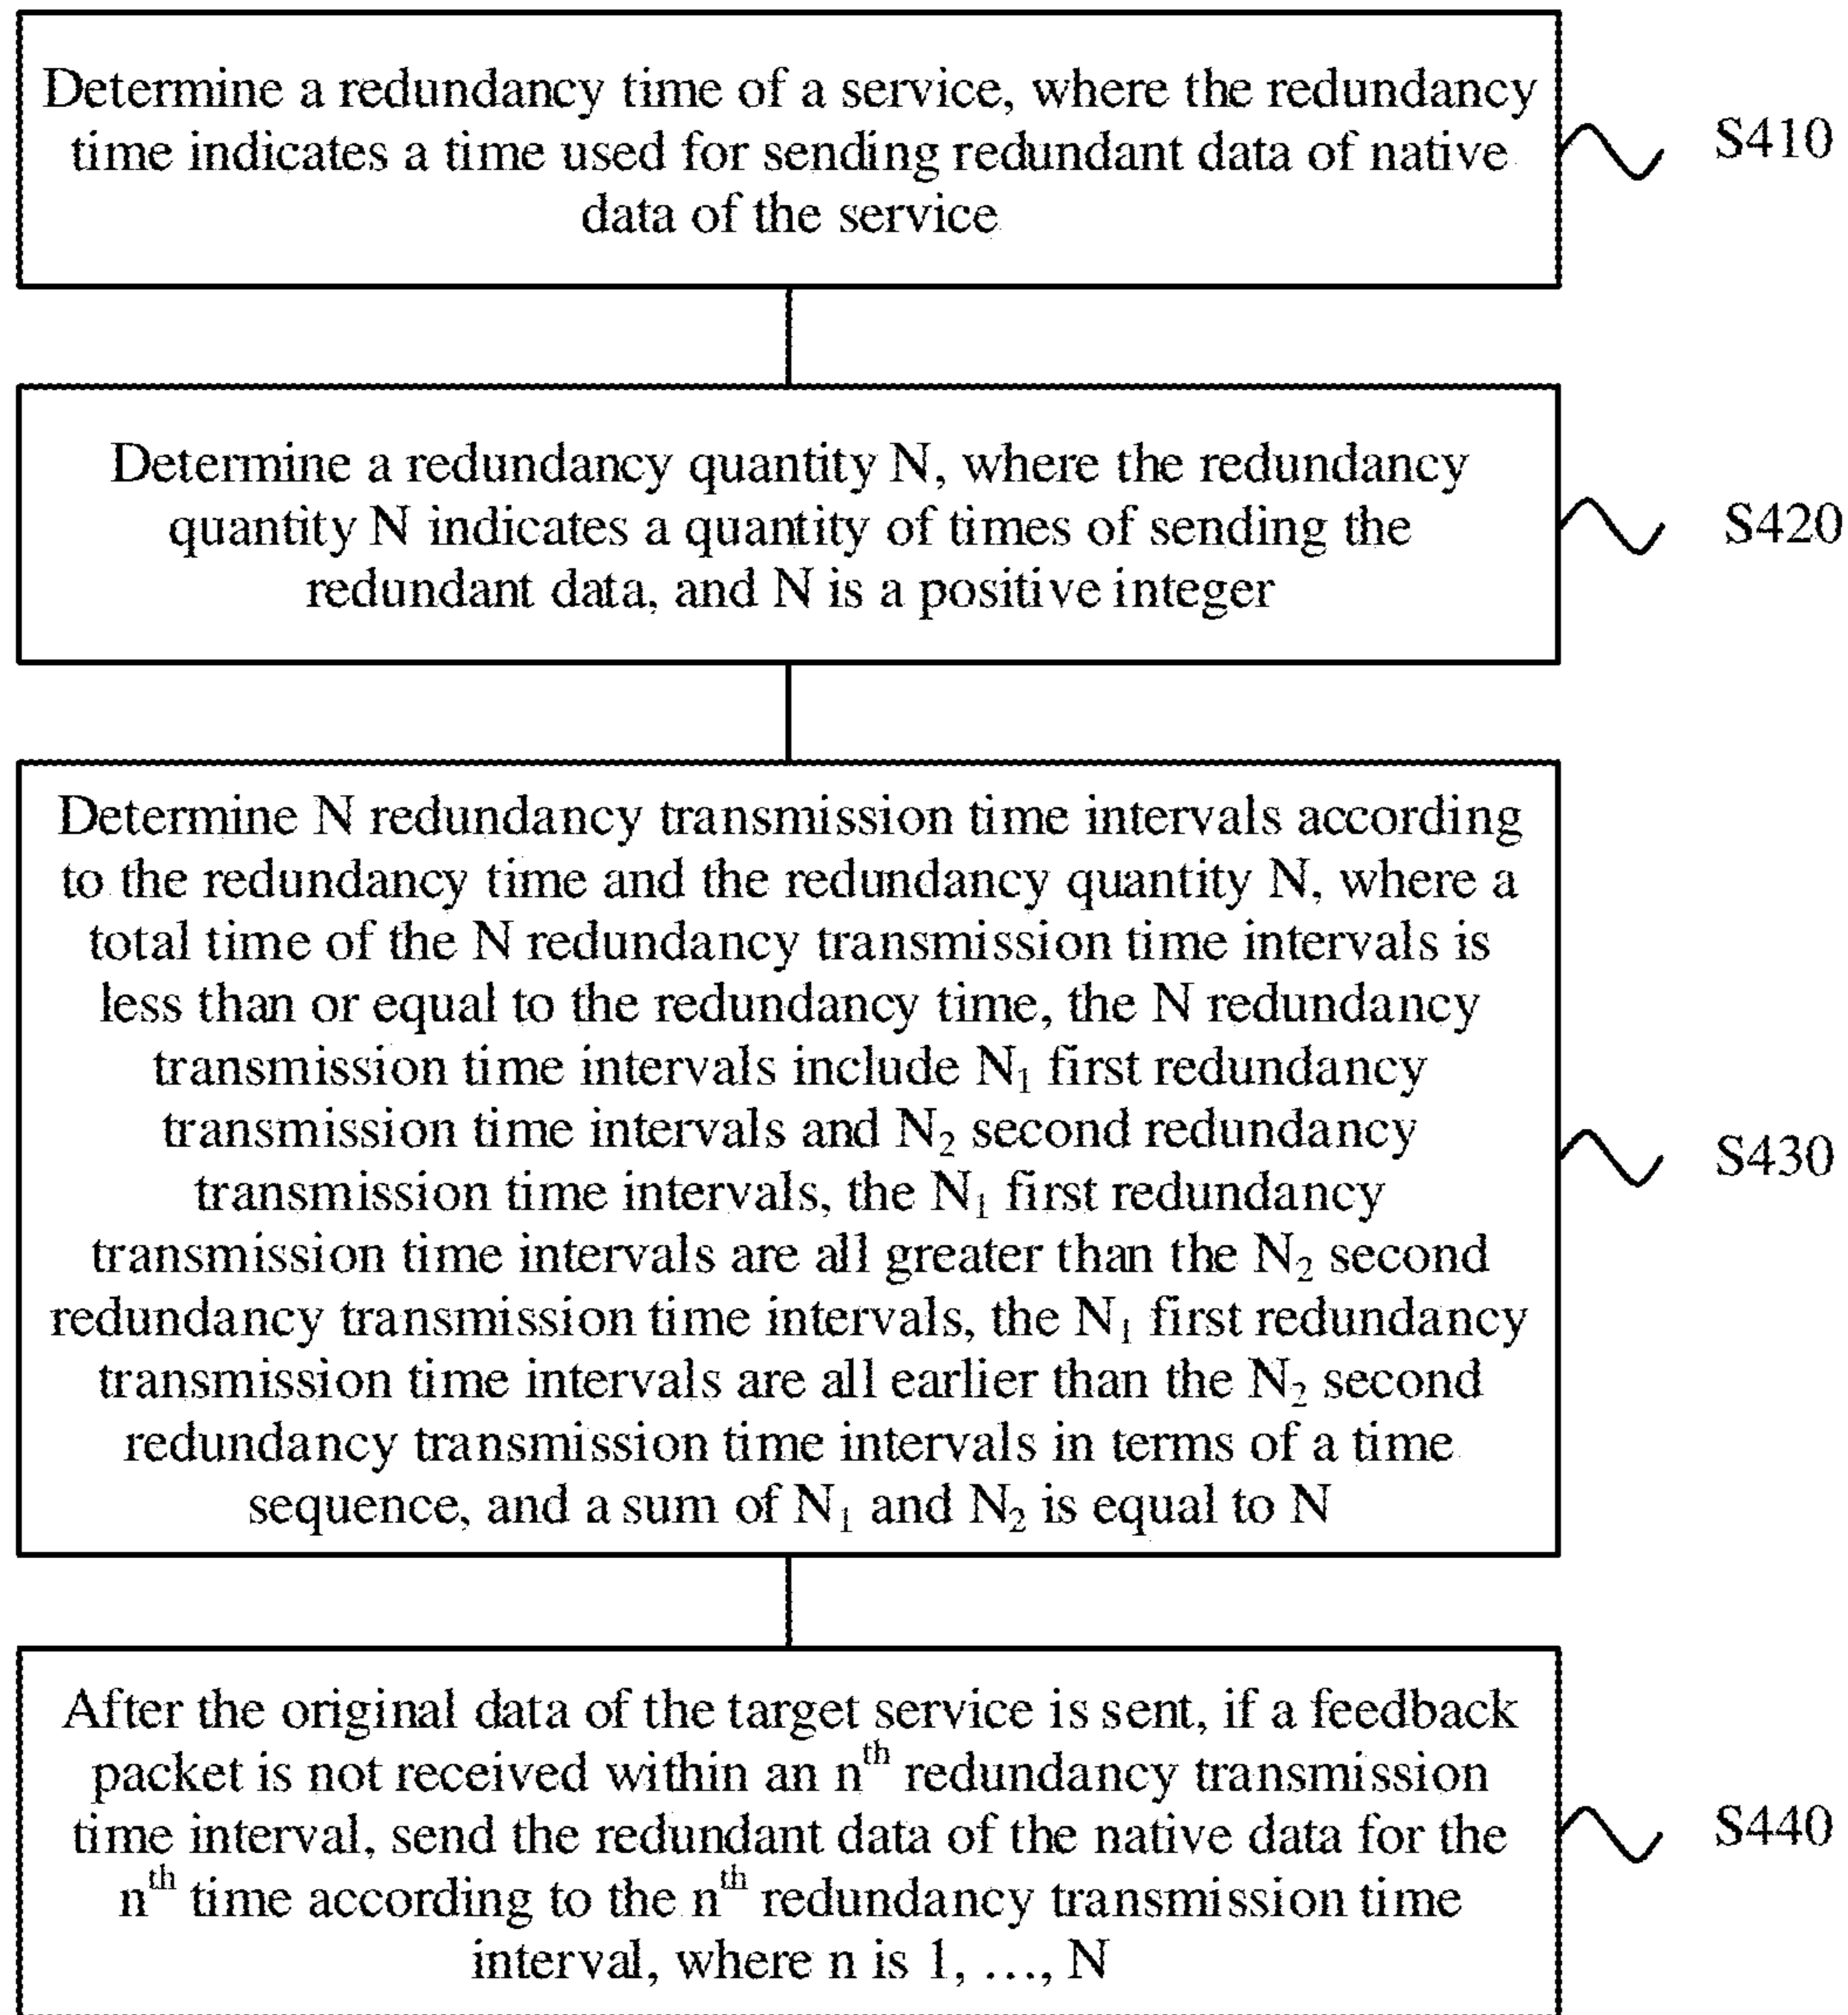 Determine a redundancy time of a service, where the redundancy
time indicates a time used for sending redundant data of native
data of the service
S410
Determine a redundancy quantity N, where the redundancy
quantity N indicates a quantity of times of sending the
redundant data, and N is a positive integer
S420
Determine N redundancy transmission time intervals according
to the redundancy time and the redundancy quantity N, where a
total time of the N redundancy transmission time intervals is
less than or equal to the redundancy time, the N redundancy
transmission time intervals include N₁ first redundancy
transmission time intervals and N₂ second redundancy
transmission time intervals, the N₁ first redundancy
transmission time intervals are all greater than the N₂ second
redundancy transmission time intervals, the N₁ first redundancy
transmission time intervals are all earlier than the N₂ second
redundancy transmission time intervals in terms of a time
sequence, and a sum of N₁ and N₂ is equal to N
S430
After the original data of the target service is sent, if a feedback
packet is not received within an nᵗʰ redundancy transmission
time interval, send the redundant data of the native data for the
nᵗʰ time according to the nᵗʰ redundancy transmission time
interval, where n is 1, …, N
S440